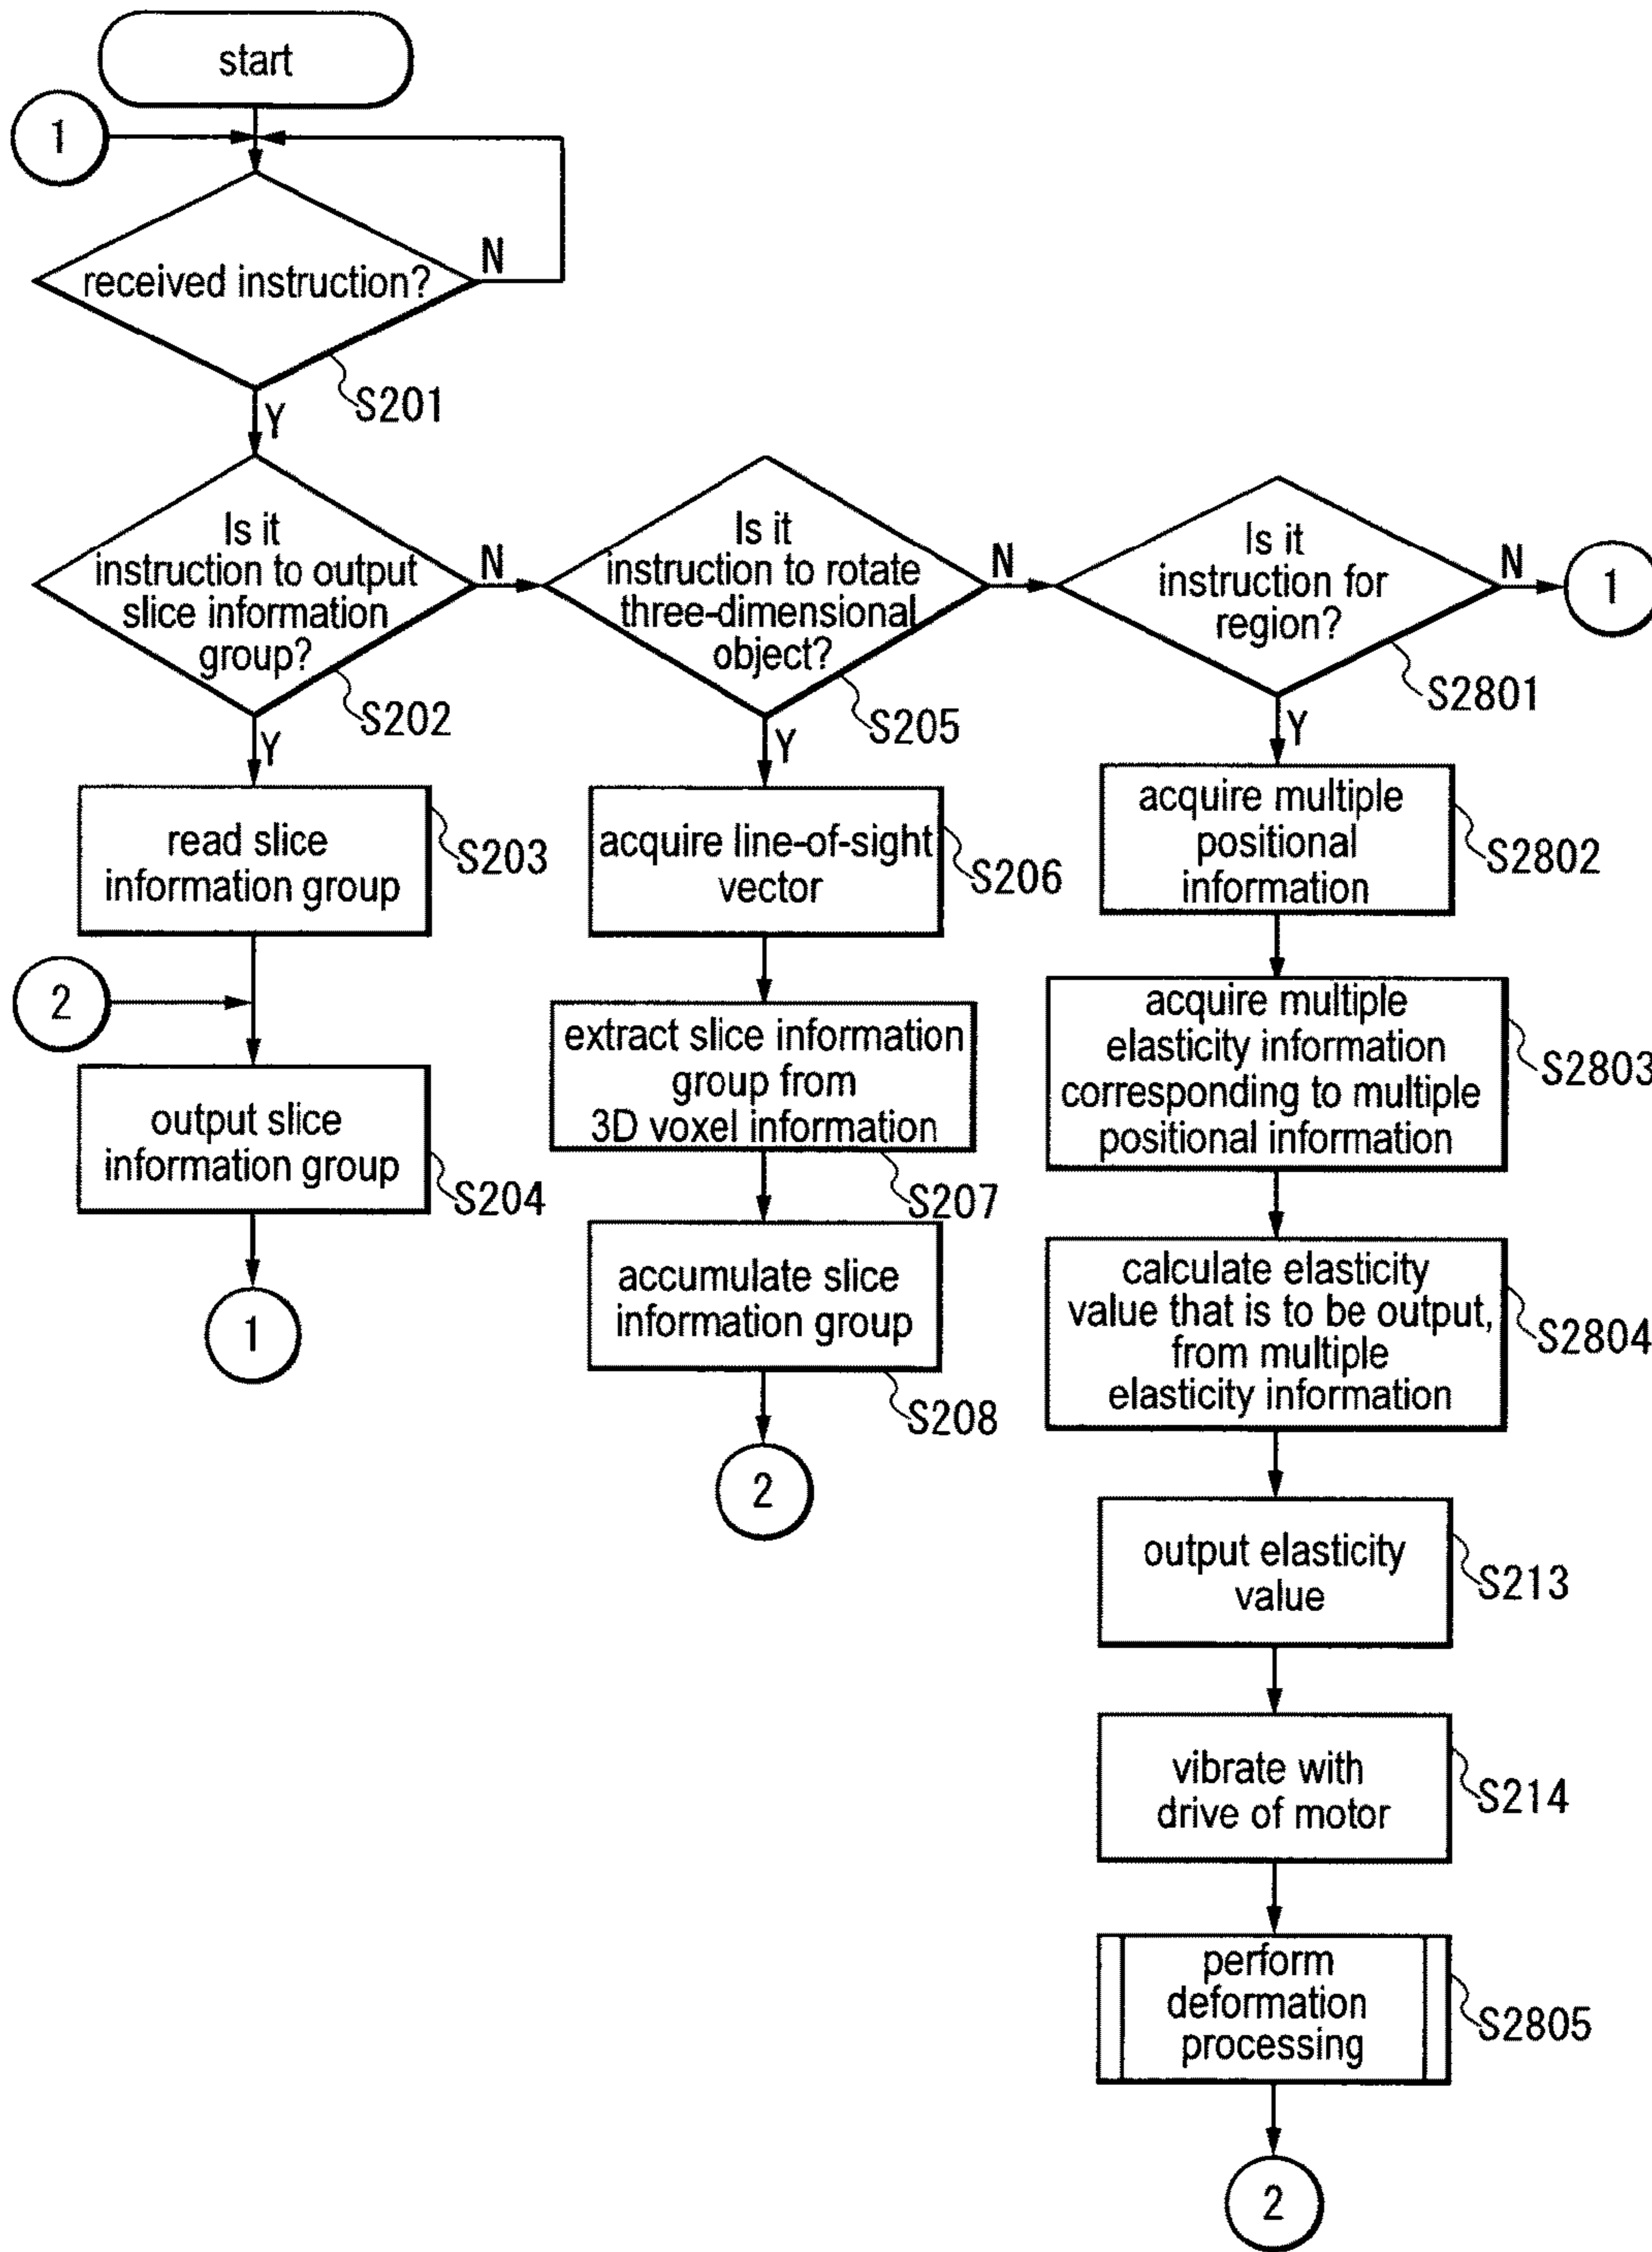 start
1
received instruction?
N
S201
Y
Is it
instruction to output
slice information
group?
N
S202
Y
Is it
instruction to rotate
three-dimensional
object?
N
S205
Y
Is it
instruction for
region?
N
1
S2801
Y
read slice
information group
S203
2
output slice
information group
S204
1
acquire line-of-sight
vector
S206
extract slice information
group from
3D voxel information
S207
accumulate slice
information group
S208
2
acquire multiple
positional
information
S2802
acquire multiple
elasticity information
corresponding to multiple
positional information
S2803
calculate elasticity
value that is to be output,
from multiple
elasticity information
S2804
output elasticity
value
S213
vibrate with
drive of motor
S214
perform
deformation
processing
S2805
2